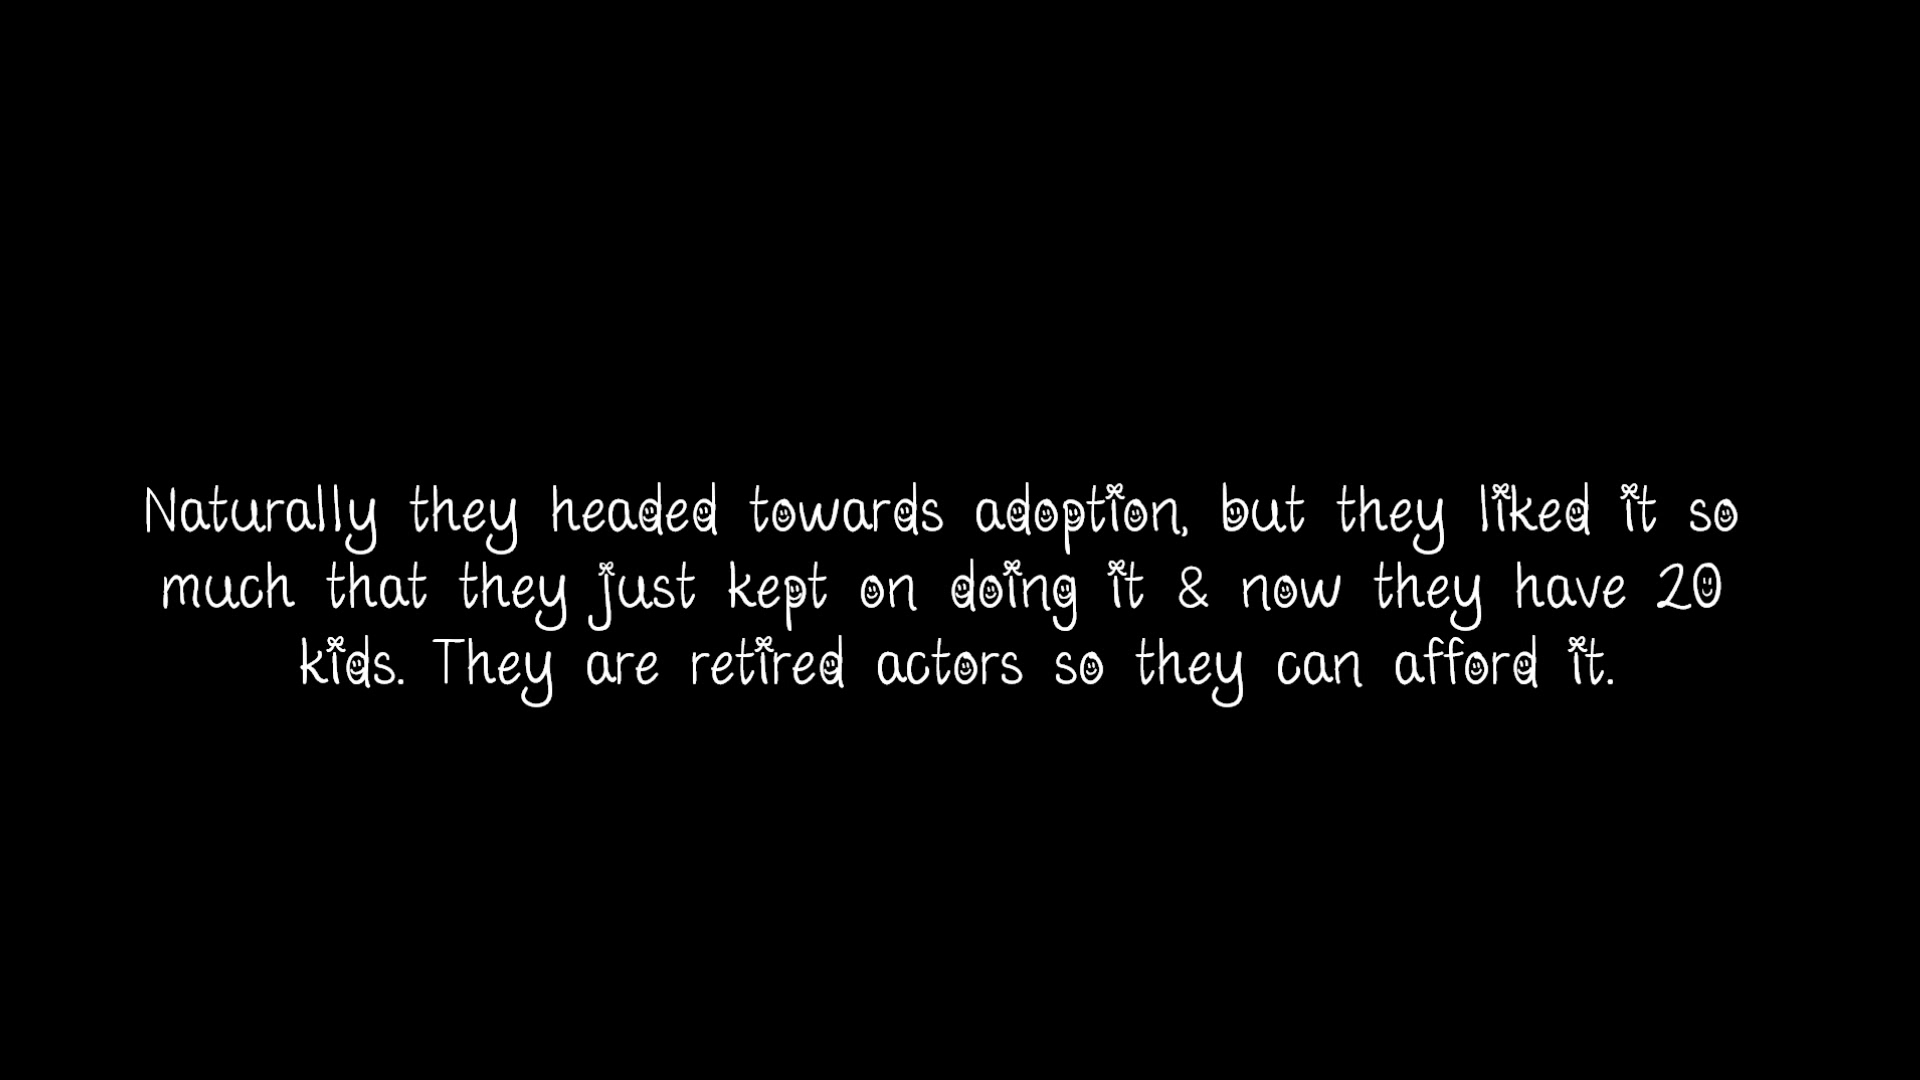 Naturally they headed towards adoption, but they liked it so
much that they just kept on doing it & now they have 20
kids. They are retired actors so they can afford it.